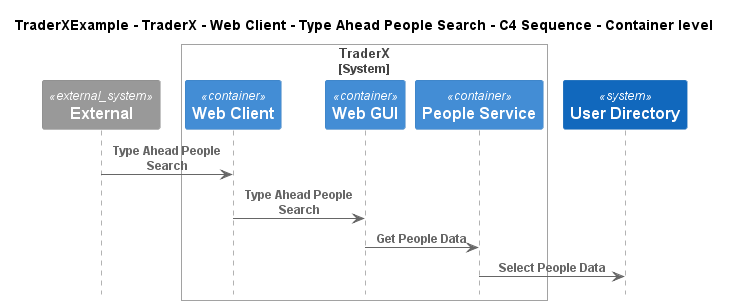 TraderXExample - TraderX - Web Client - Type Ahead People Search - C4 Sequence - Container level
TraderX
[System]
«external_system»
External
«container»
Web Client
«container»
Web GUI
«container»
People Service
«system»
User Directory
Type Ahead People
Search
Type Ahead People
Search
Get People Data
Select People Data